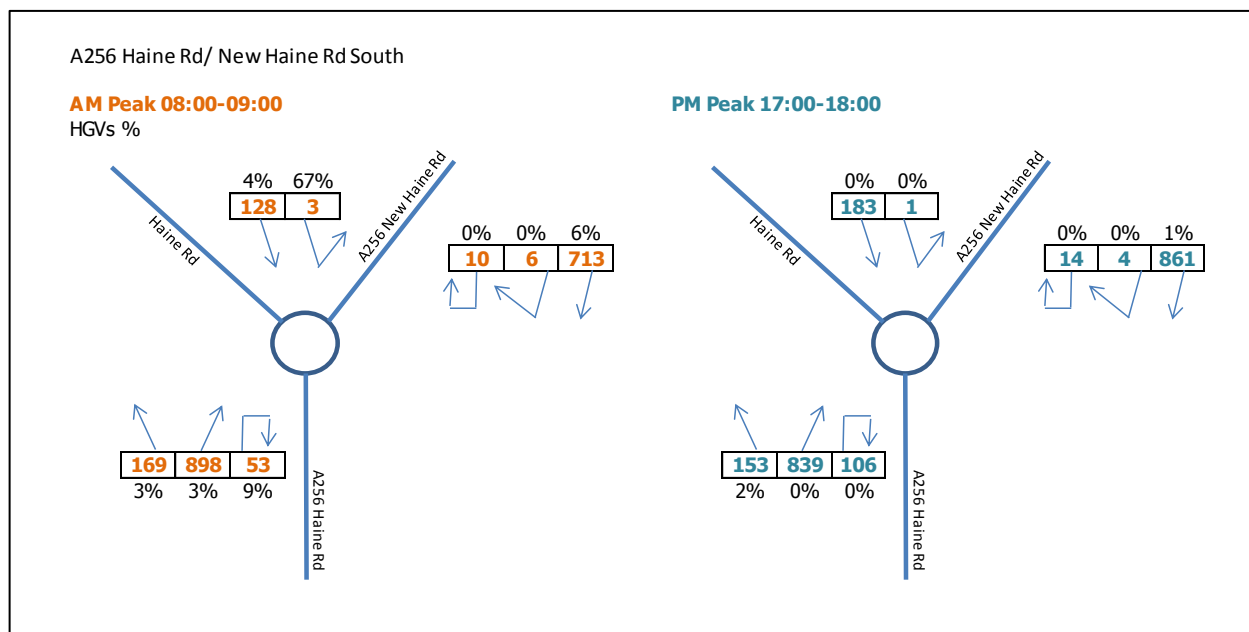 A256 Haine Rd/ New Haine Rd South
AM Peak 08:00-09:00
HGVs %
4% 67%
128 3
Haine Rd
A256 New Haine Rd
0% 0% 6%
10 6 713
169 898 53
3% 3% 9%
A256 Haine Rd
PM Peak 17:00-18:00
0% 0%
183 1
Haine Rd
A256 New Haine Rd
0% 0% 1%
14 4 861
153 839 106
2% 0% 0%
A256 Haine Rd